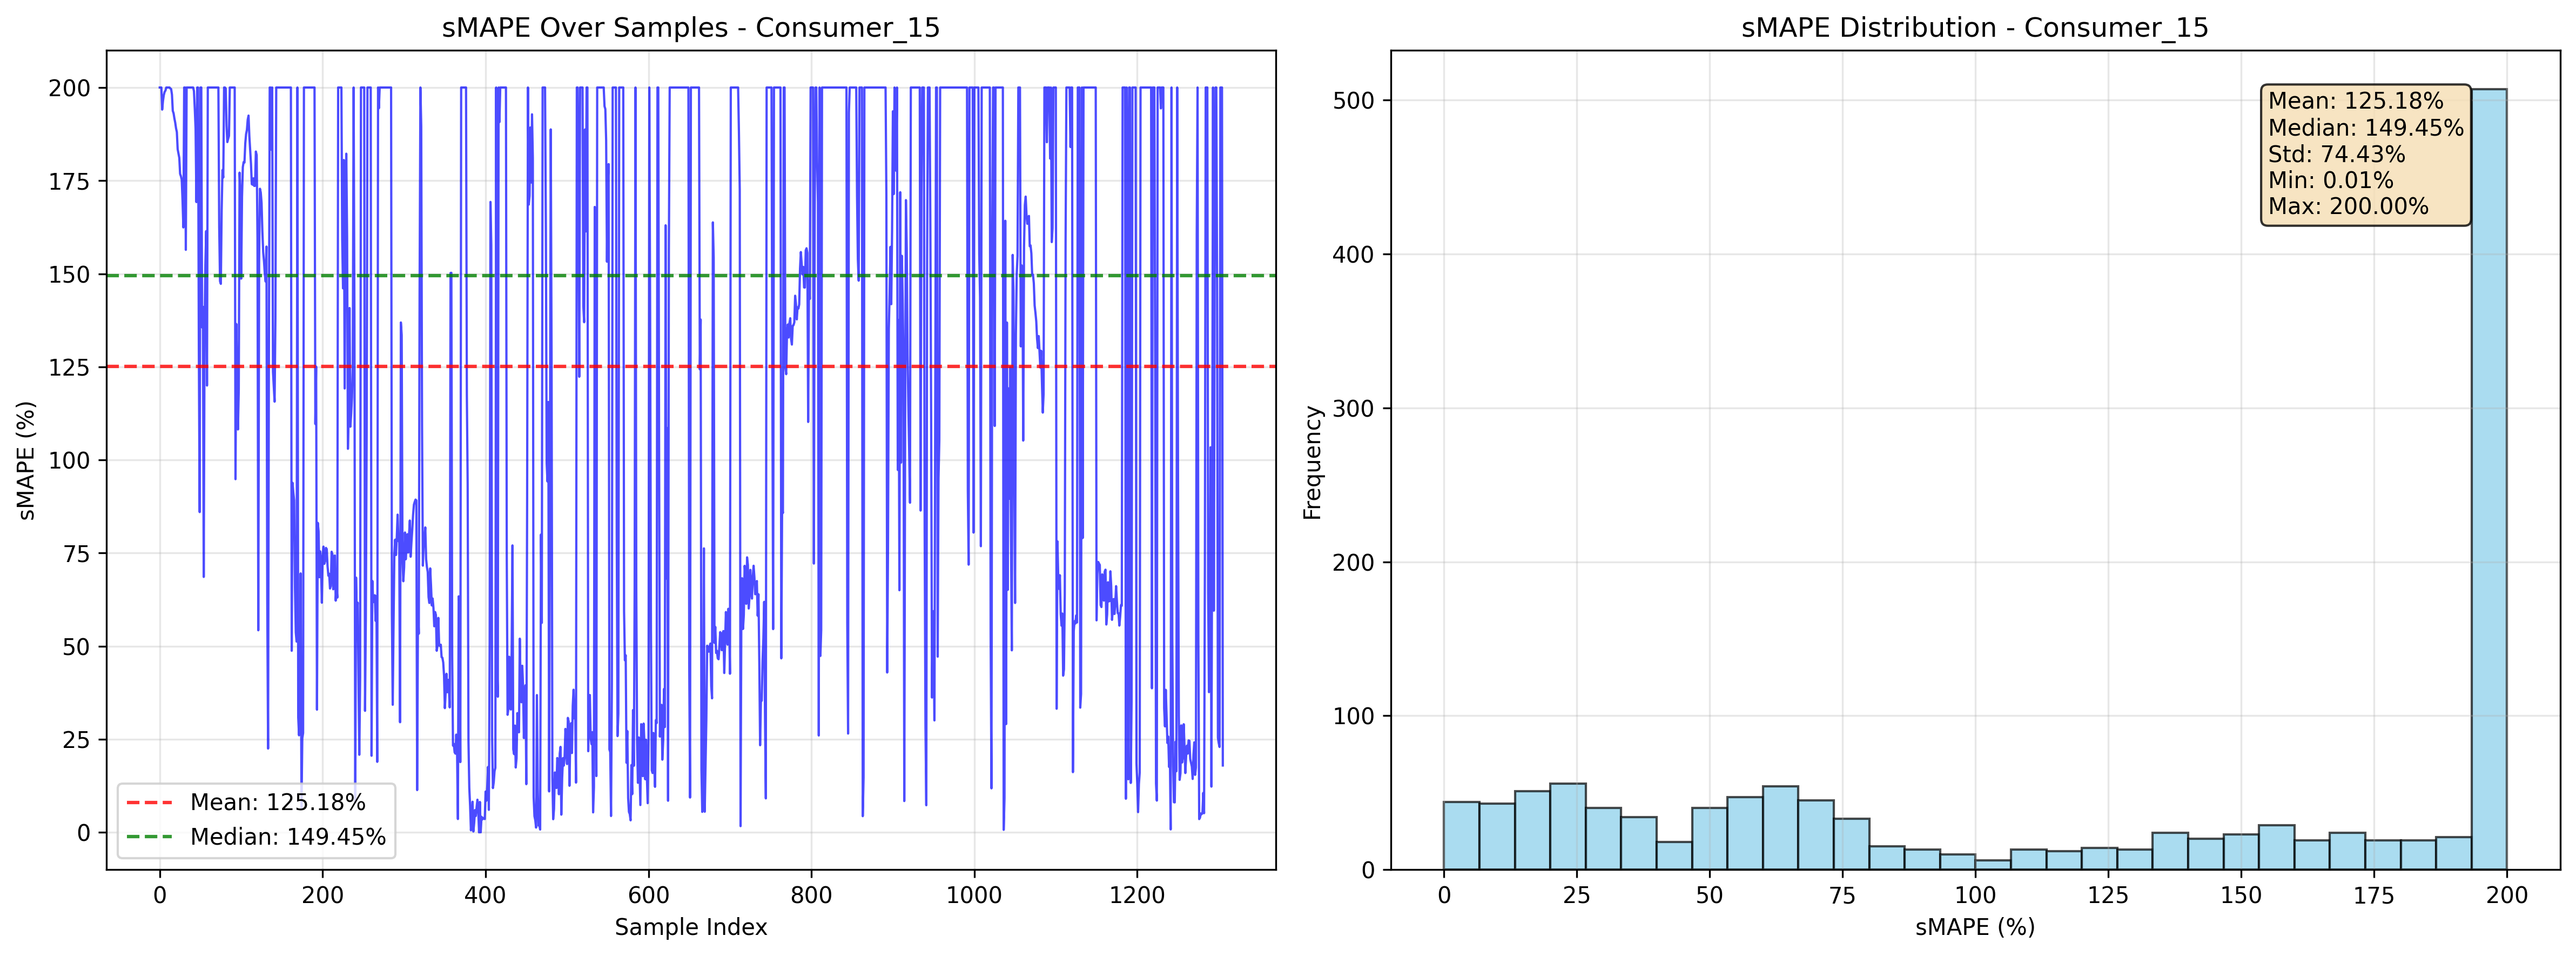 sMAPE Over Samples - Consumer_15
sMAPE (%)
200
175
150
125
100
75
50
25
0
Mean: 125.18%
Median: 149.45%
0 200 400 600 800 1000 1200
Sample Index
sMAPE Distribution - Consumer_15
Frequency
500
400
300
200
100
0
Mean: 125.18%
Median: 149.45%
Std: 74.43%
Min: 0.01%
Max: 200.00%
0 25 50 75 100 125 150 175 200
sMAPE (%)